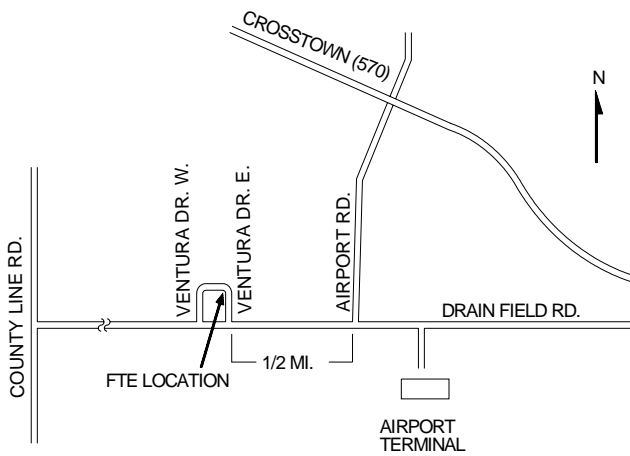 CROSSTOWN (570)
N
COUNTY LINE RD.
VENTURA DR. W.
VENTURA DR. E.
AIRPORT RD.
DRAIN FIELD RD.
1/2 MI.
FTE LOCATION
AIRPORT
TERMINAL